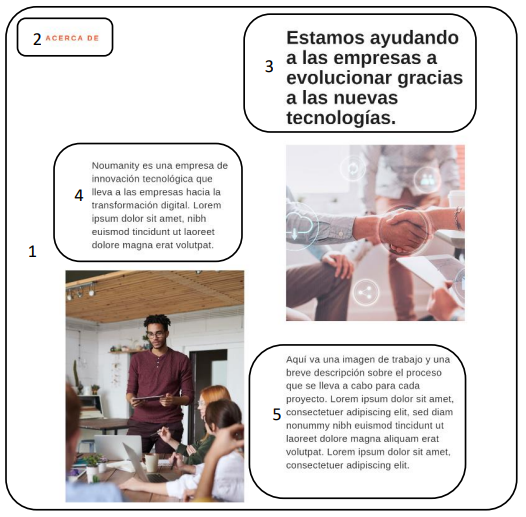 2 ACERCA DE
3
Estamos ayudando
a las empresas a
evolucionar gracias
a las nuevas
tecnologías.
4
Noumanity es una empresa de
innovación tecnológica que
lleva a las empresas hacia la
transformación digital. Lorem
ipsum dolor sit amet, nibh
euismod tincidunt ut laoreet
dolore magna erat volutpat.
1
5
Aquí va una imagen de trabajo y una
breve descripción sobre el proceso
que se lleva a cabo para cada
proyecto. Lorem ipsum dolor sit amet,
consectetuer adipiscing elit, sed diam
nonummy nibh euismod tincidunt ut
laoreet dolore magna aliquam erat
volutpat. Lorem ipsum dolor sit amet,
consectetuer adipiscing elit.